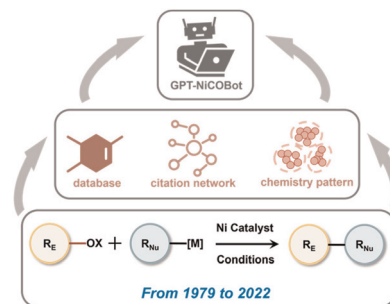 GPT-NiCOBot
database citation network chemistry pattern
Ni Catalyst
R_E —OX + R_Nu —[M] R_E — R_Nu
Conditions
From 1979 to 2022